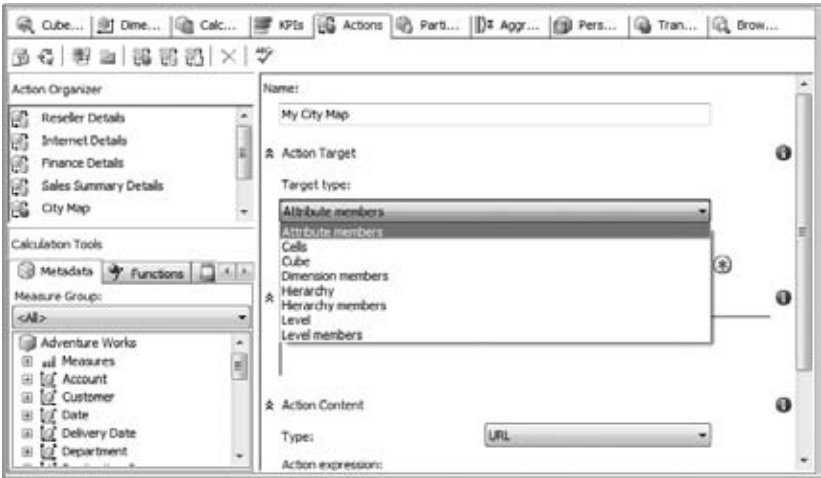 Cube... Dime... Calc... KPIs Actions Parti... Aggr... Pers... Tran... Brow...
Action Organizer
Reseller Details
Internet Details
Finance Details
Sales Summary Details
City Map
Calculation Tools
Metadata Functions
Measure Group:
<All>
Adventure Works
Measures
Account
Customer
Date
Delivery Date
Department
Name:
My City Map
Action Target
Target type:
Attribute members
Attribute members
Cells
Cube
Dimension members
Hierarchy
Hierarchy members
Level
Level members
Action Content
Type:
URL
Action expression: